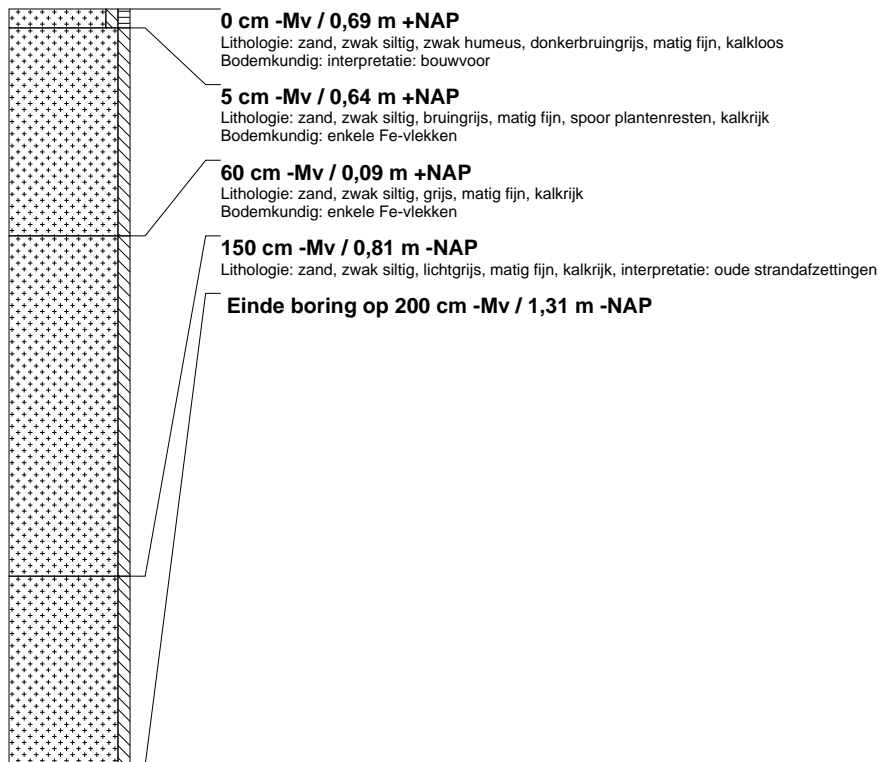 0 cm -Mv / 0,69 m +NAP
Lithologie: zand, zwak siltig, zwak humeus, donkerbruingrijs, matig fijn, kalkloos
Bodemkundig: interpretatie: bouwvoor
5 cm -Mv / 0,64 m +NAP
Lithologie: zand, zwak siltig, bruingrijs, matig fijn, spoor plantenresten, kalkrijk
Bodemkundig: enkele Fe-vlekken
60 cm -Mv / 0,09 m +NAP
Lithologie: zand, zwak siltig, grijs, matig fijn, kalkrijk
Bodemkundig: enkele Fe-vlekken
150 cm -Mv / 0,81 m -NAP
Lithologie: zand, zwak siltig, lichtgrijs, matig fijn, kalkrijk, interpretatie: oude strandafzettingen
Einde boring op 200 cm -Mv / 1,31 m -NAP